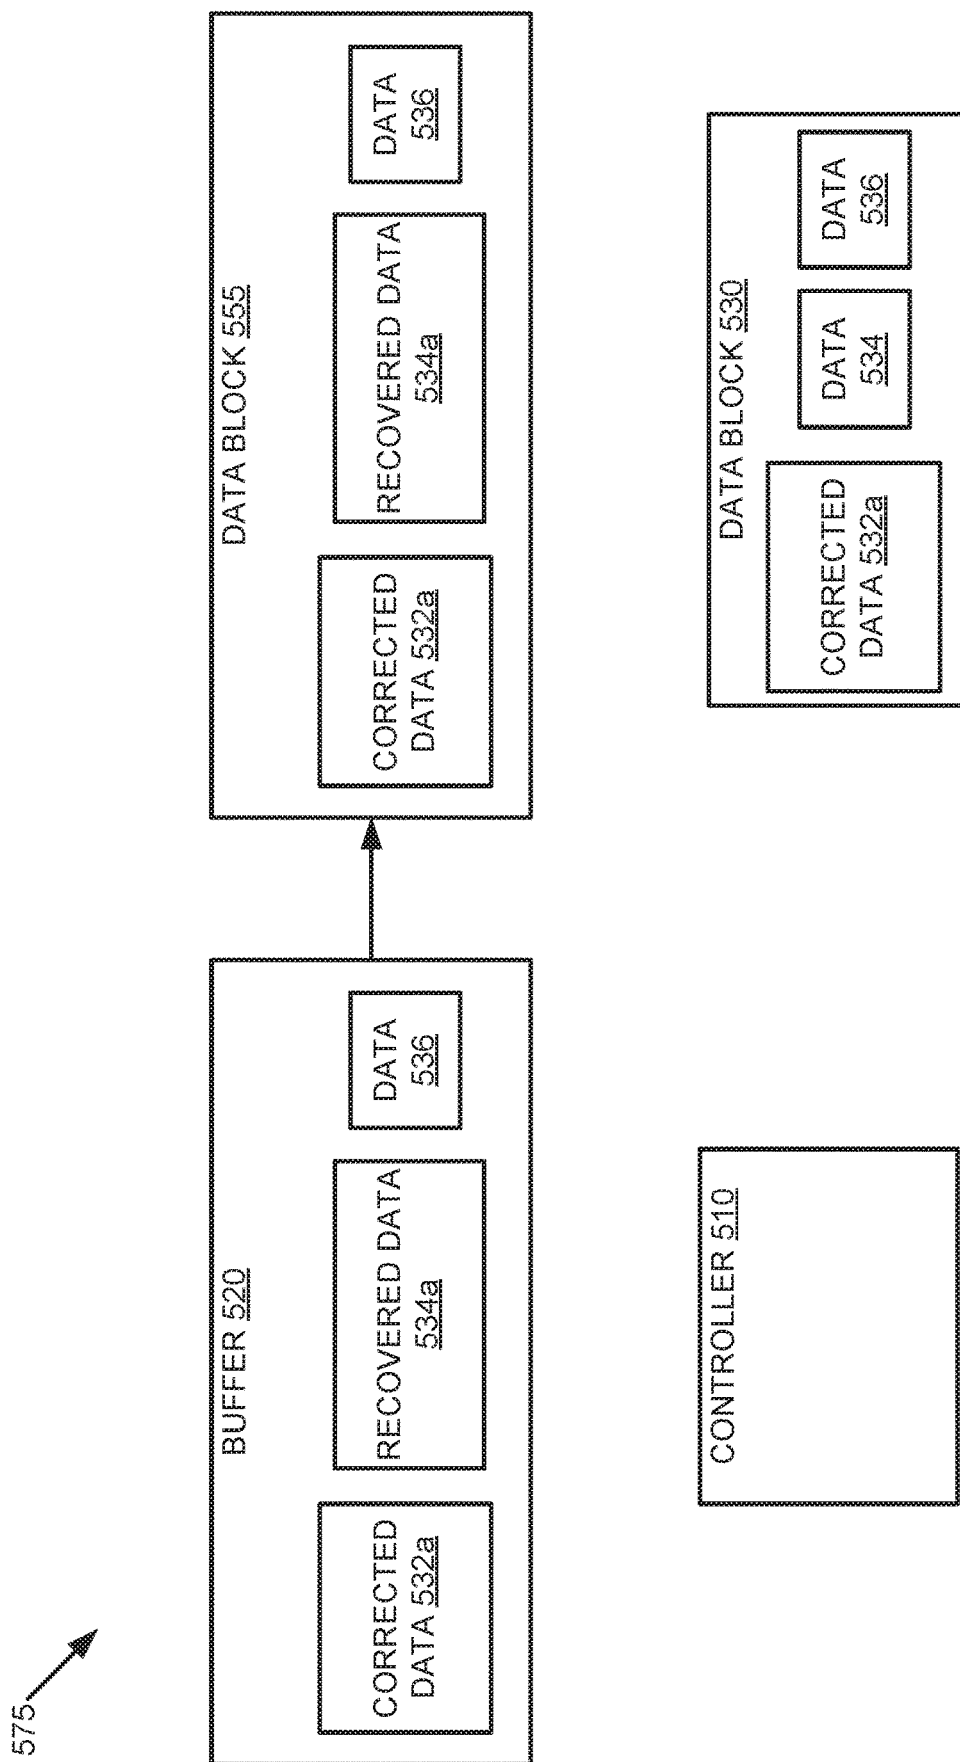 575
BUFFER 520
CORRECTED
DATA 532a
RECOVERED DATA
534a
DATA
536
DATA BLOCK 555
CORRECTED
DATA 532a
RECOVERED DATA
534a
DATA
536
CONTROLLER 510
DATA BLOCK 530
CORRECTED
DATA 532a
DATA
534
DATA
536